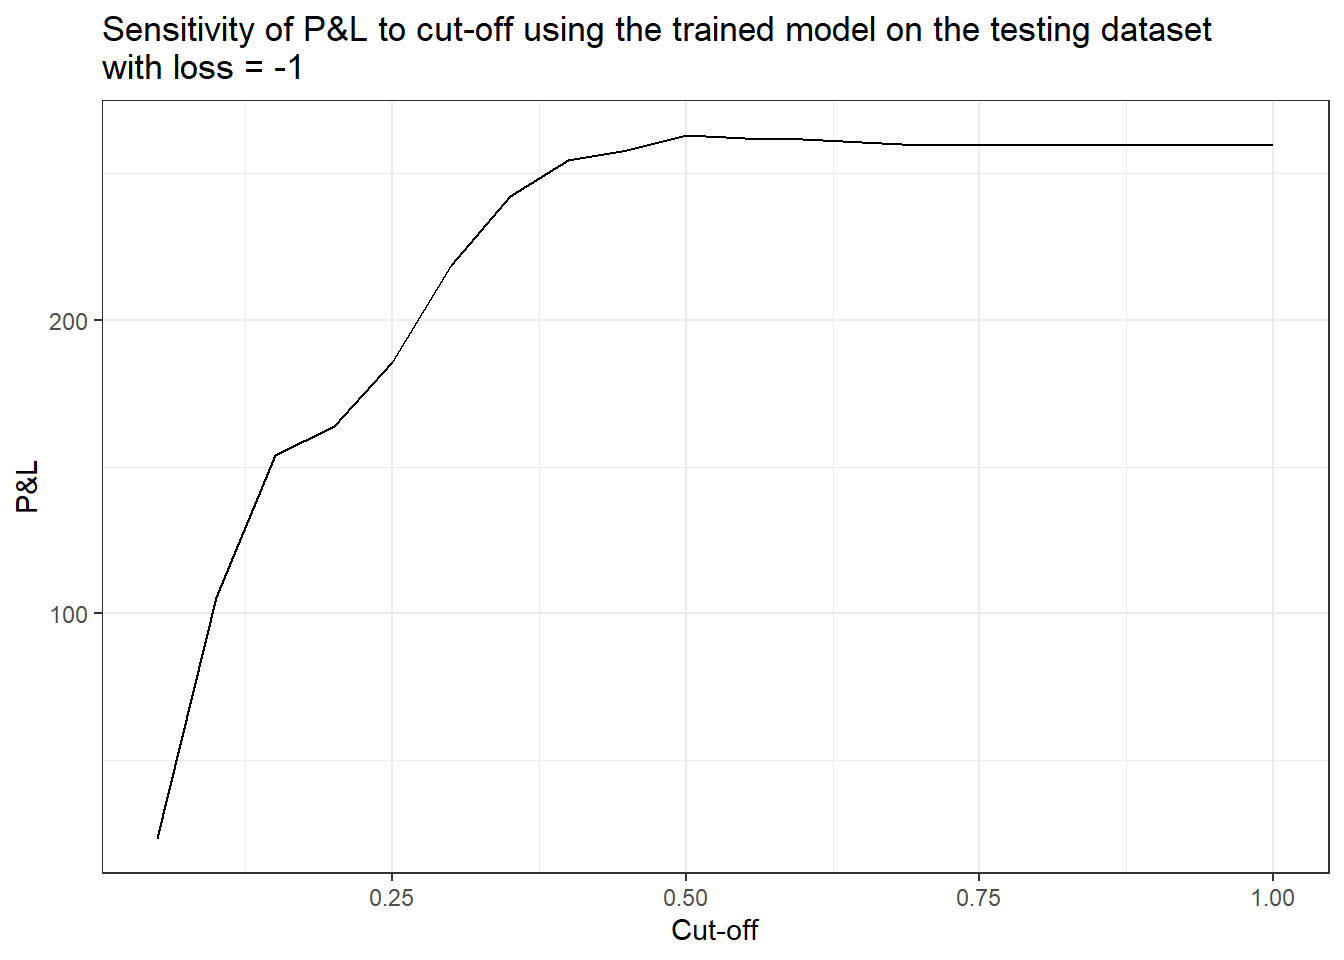 Sensitivity of P&L to cut-off using the trained model on the testing dataset
with loss = -1
200
100
P&L
0.25 0.50 0.75 1.00
Cut-off